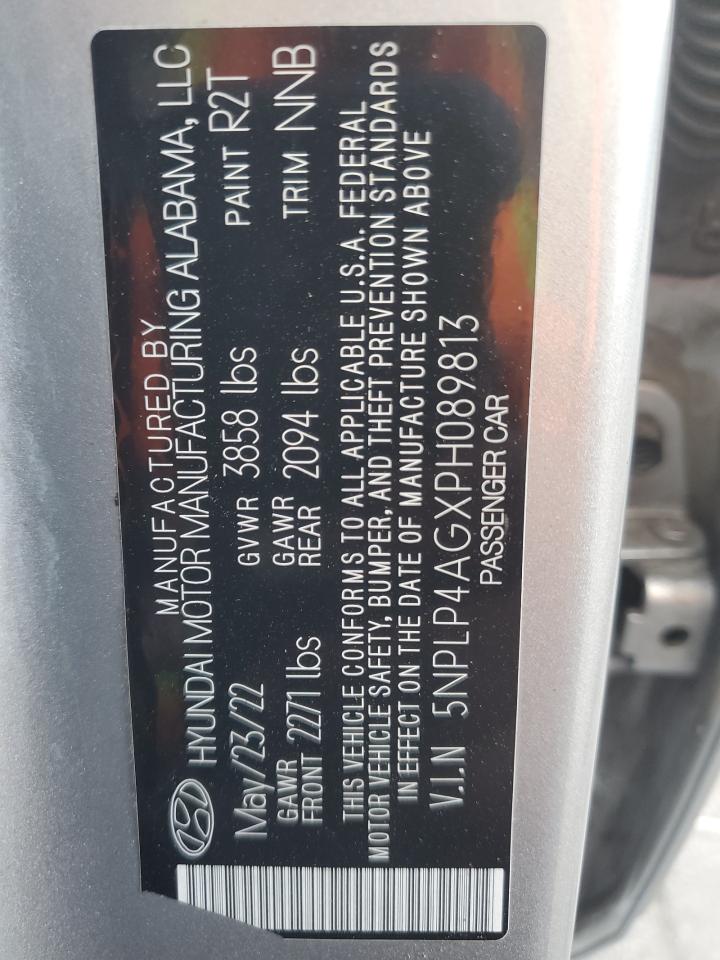 MANUFACTURED BY
HYUNDAI MOTOR MANUFACTURING ALABAMA, LLC
May/23/22 GVWR 3858 lbs PAINT R2T
GAWR FRONT 2271 lbs GAWR REAR 2094 lbs TRIM NNB
THIS VEHICLE CONFORMS TO ALL APPLICABLE U.S.A. FEDERAL
MOTOR VEHICLE SAFETY, BUMPER, AND THEFT PREVENTION STANDARDS
IN EFFECT ON THE DATE OF MANUFACTURE SHOWN ABOVE
V.I.N 5NPLP4AGXPH089813
PASSENGER CAR